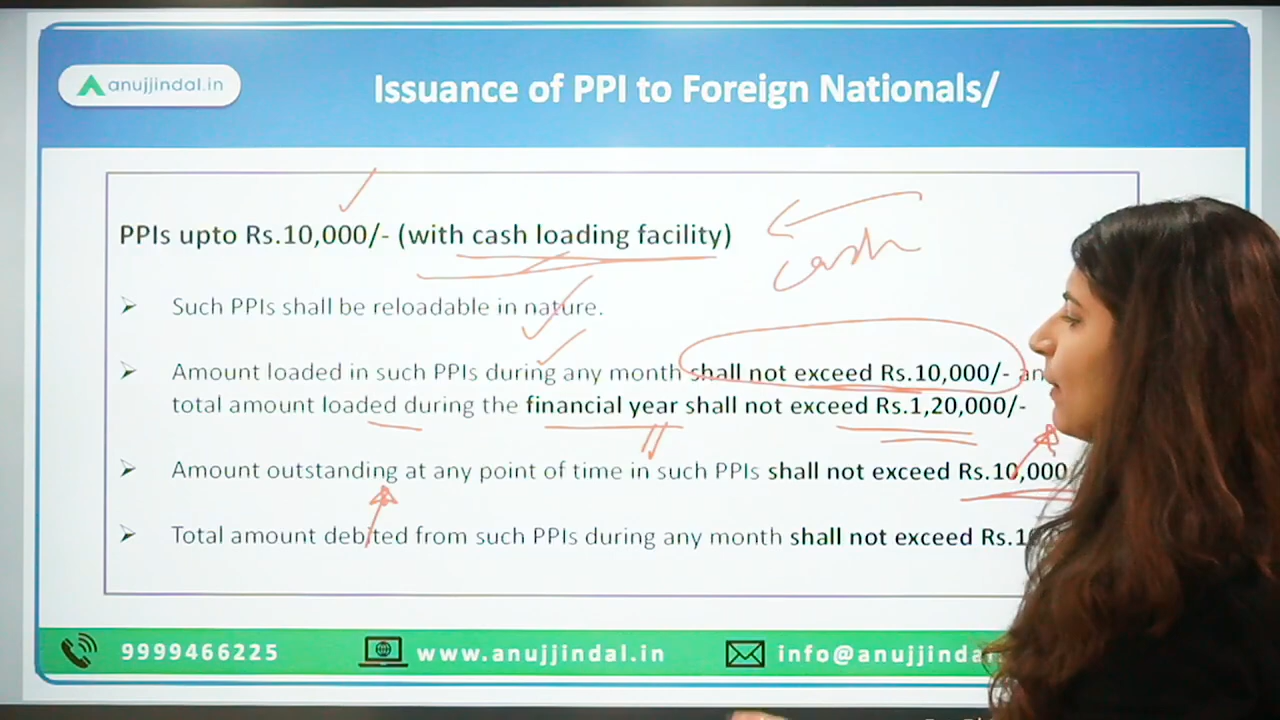 anujjindal.in
Issuance of PPI to Foreign Nationals/
PPIs upto Rs.10,000/- (with cash loading facility)
cash
➢ Such PPIs shall be reloadable in nature.
➢ Amount loaded in such PPIs during any month shall not exceed Rs.10,000/- an
total amount loaded during the financial year shall not exceed Rs.1,20,000/-
➢ Amount outstanding at any point of time in such PPIs shall not exceed Rs.10,000
➢ Total amount debited from such PPIs during any month shall not exceed Rs.1
9999466225
www.anujjindal.in
info@anujjinda